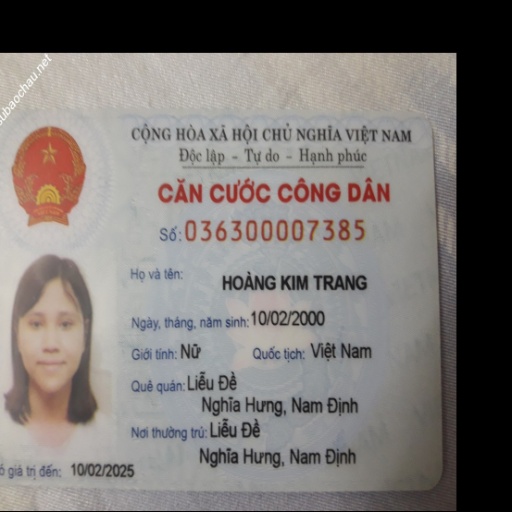 ubaochau.net
CỘNG HÒA XÃ HỘI CHỦ NGHĨA VIỆT NAM
Độc lập - Tự do - Hạnh phúc
CĂN CƯỚC CÔNG DÂN
Số: 036300007385
Họ và tên: HOÀNG KIM TRANG
Ngày, tháng, năm sinh: 10/02/2000
Giới tính: Nữ Quốc tịch: Việt Nam
Quê quán: Liễu Đề
Nghĩa Hưng, Nam Định
Nơi thường trú: Liễu Đề
Nghĩa Hưng, Nam Định
ó giá trị đến: 10/02/2025